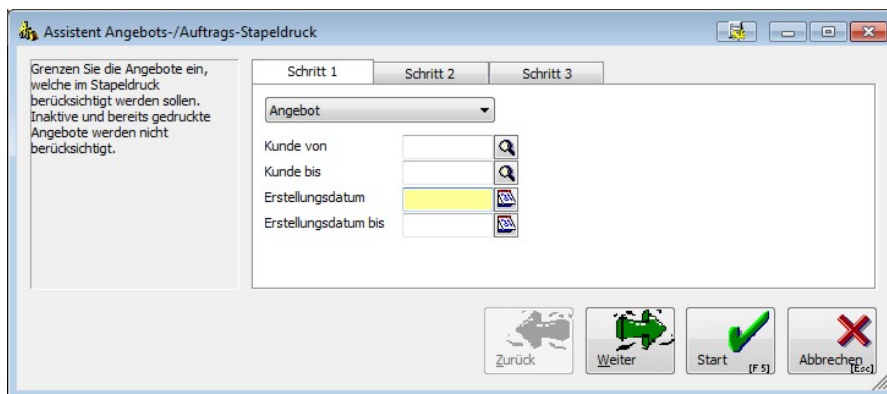 Assistent Angebots-/Auftrags-Stapeldruck
Grenzen Sie die Angebote ein,
welche im Stapeldruck
berücksichtigt werden sollen.
Inaktive und bereits gedruckte
Angebote werden nicht
berücksichtigt.
Schritt 1
Schritt 2
Schritt 3
Angebot
Kunde von
Kunde bis
Erstellungsdatum
Erstellungsdatum bis
Zurück
Weiter
Start
[F 5]
Abbrechen
[Esc]